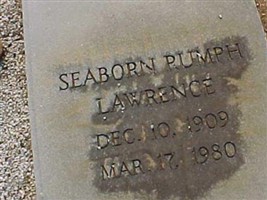 SEABORN PUMPH
LAWRENCE
DEC. 10, 1909
MAR. 17, 1980